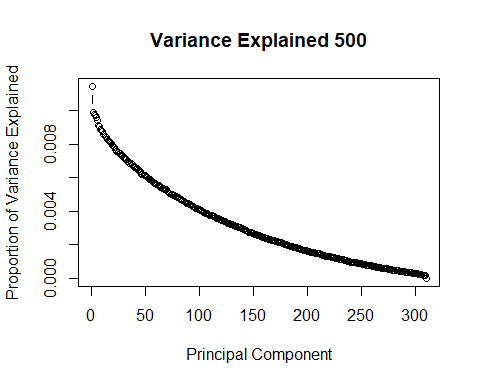 Variance Explained 500
Proportion of Variance Explained
0.008
0.004
0.000
0 50 100 150 200 250 300
Principal Component